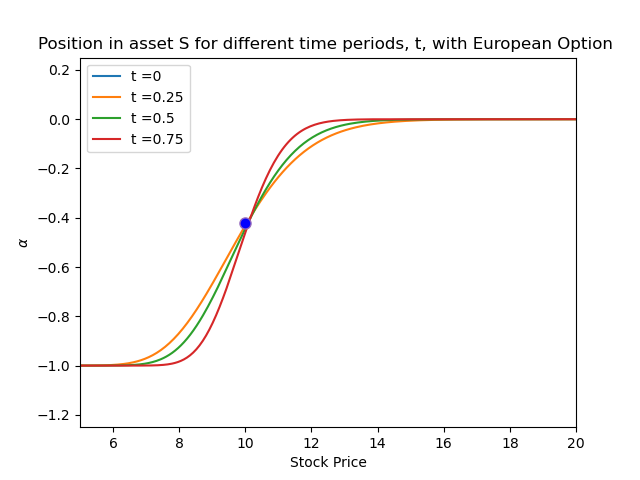 Position in asset S for different time periods, t, with European Option
t =0
t =0.25
t =0.5
t =0.75
0.2
0.0
−0.2
−0.4
−0.6
−0.8
−1.0
−1.2
α
6 8 10 12 14 16 18 20
Stock Price